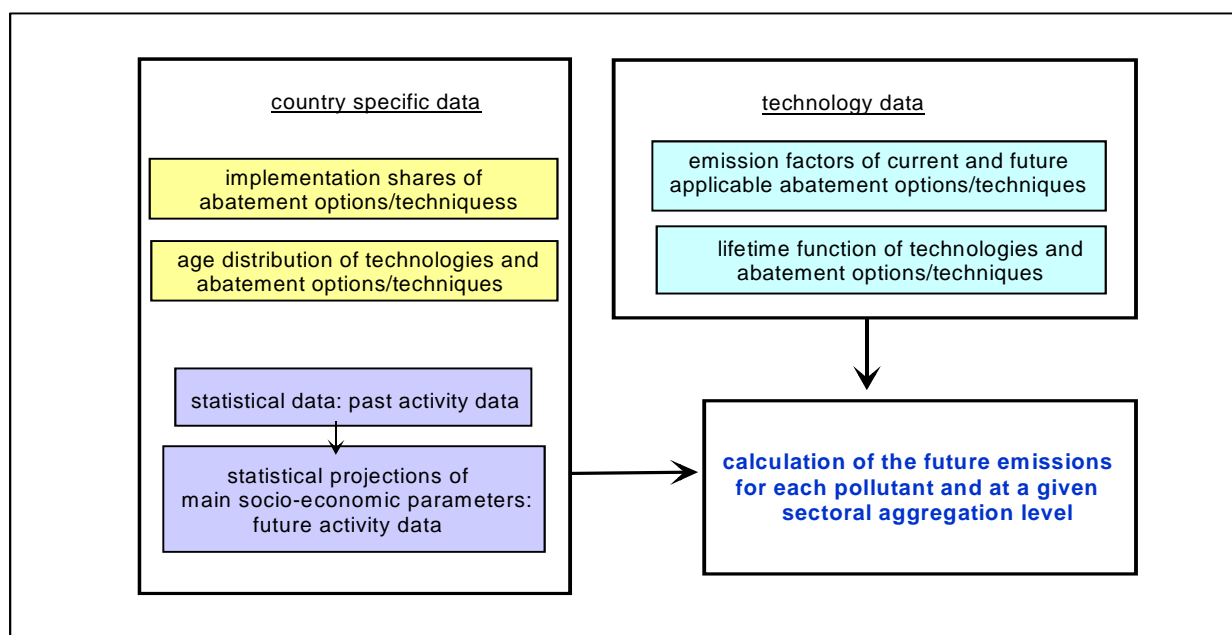 country specific data
implementation shares of
abatement options/techniquess
age distribution of technologies and
abatement options/techniques
statistical data: past activity data
statistical projections of
main socio-economic parameters:
future activity data
technology data
emission factors of current and future
applicable abatement options/techniques
lifetime function of technologies and
abatement options/techniques
calculation of the future emissions
for each pollutant and at a given
sectoral aggregation level